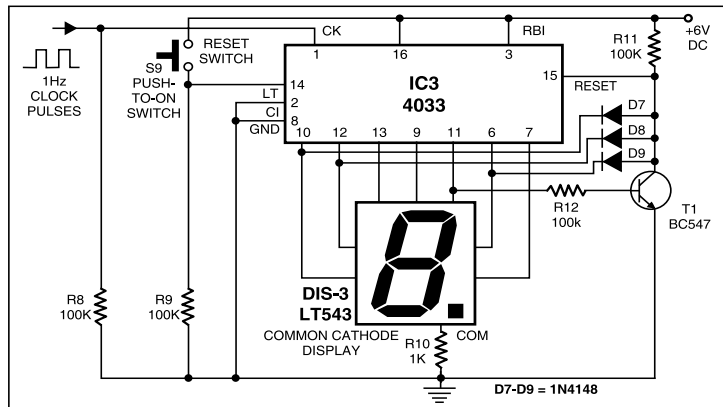 +6V
DC
CK
RBI
R11
100K
RESET
SWITCH
1
16
3
S9
PUSH-
TO-ON
SWITCH
1Hz
CLOCK
PULSES
IC3
4033
15
RESET
14
LT
2
CI
8
GND
10
12
13
9
11
6
7
D7
D8
D9
R12
100k
T1
BC547
R8
100K
R9
100K
DIS-3
LT543
COMMON CATHODE
DISPLAY
R10
1K
COM
D7-D9 = 1N4148